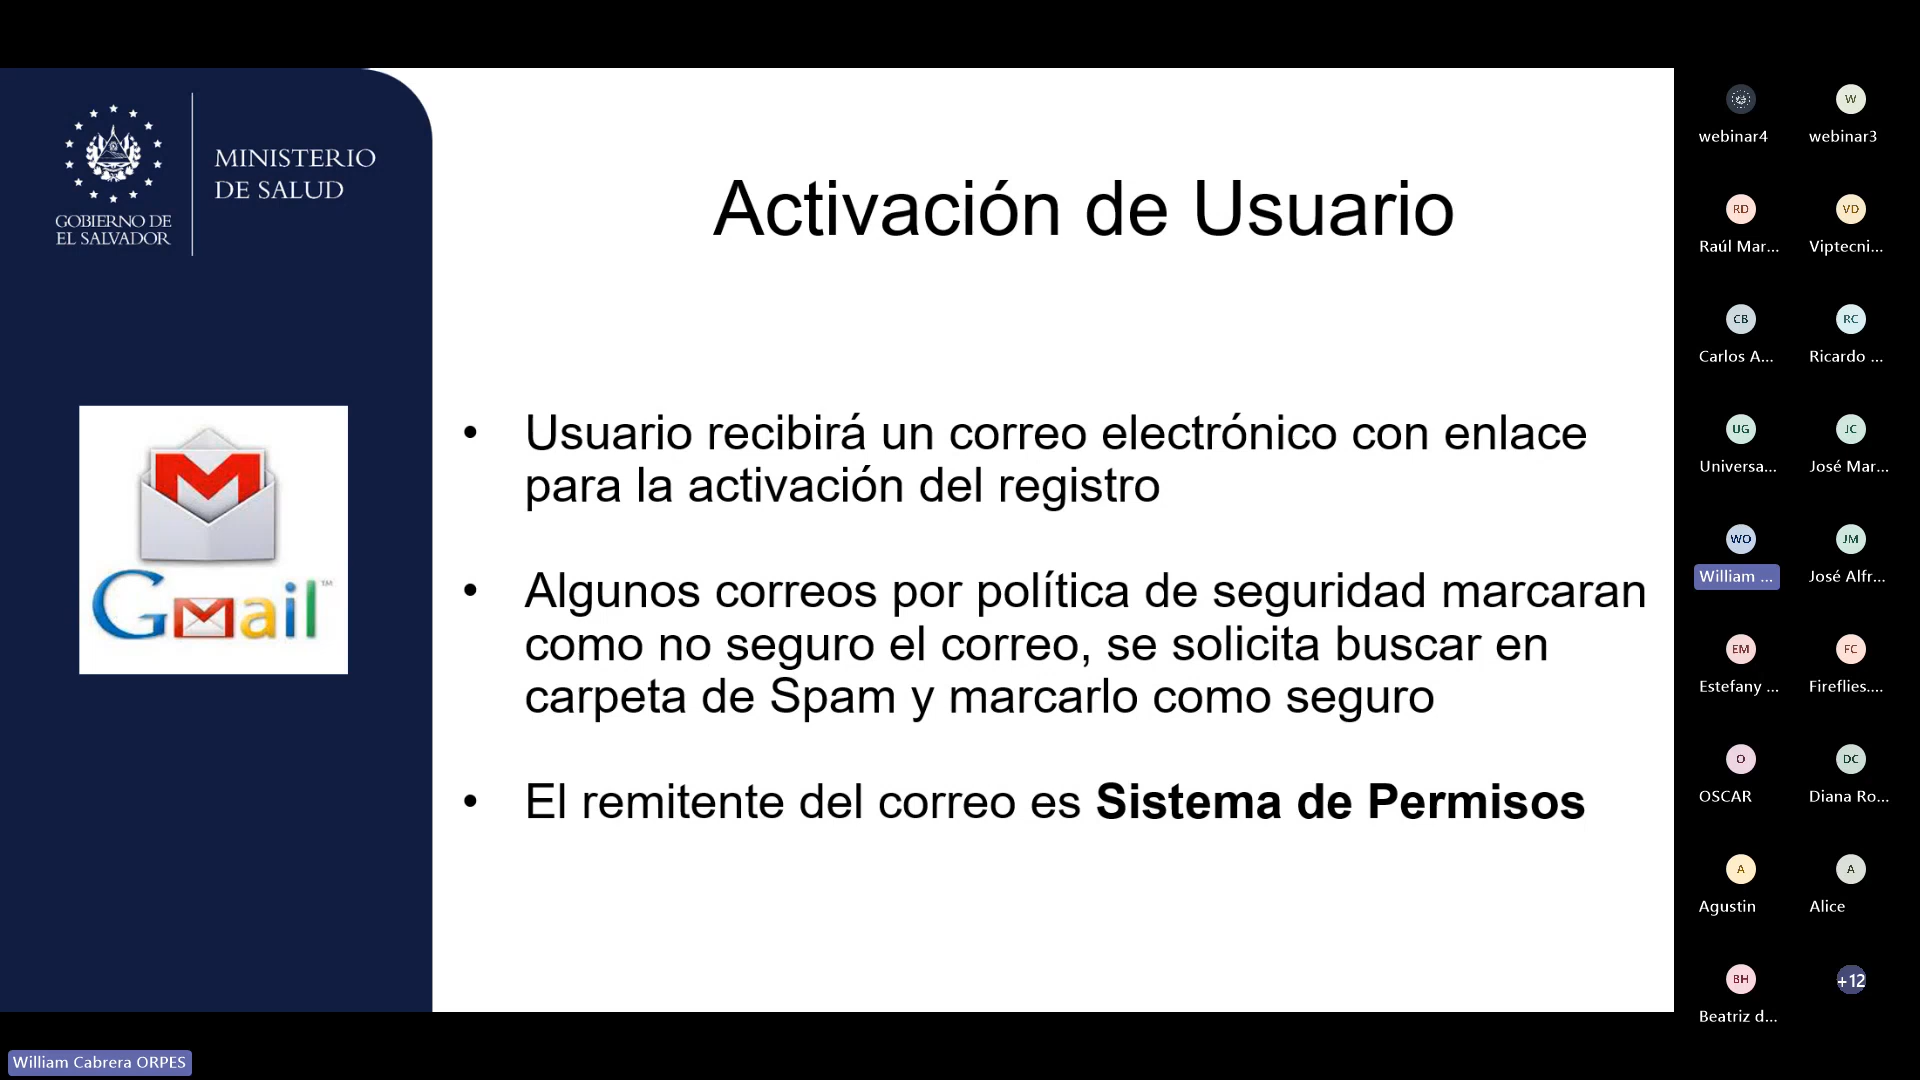 GOBIERNO DE
EL SALVADOR
MINISTERIO
DE SALUD
Gmail™
Activación de Usuario
• Usuario recibirá un correo electrónico con enlace
para la activación del registro
• Algunos correos por política de seguridad marcaran
como no seguro el correo, se solicita buscar en
carpeta de Spam y marcarlo como seguro
• El remitente del correo es Sistema de Permisos
webinar4
W
webinar3
RD
Raúl Mar...
VD
Viptecni...
CB
Carlos A...
RC
Ricardo ...
UG
Universa...
JC
José Mar...
WO
William ...
JM
José Alfr...
EM
Estefany ...
FC
Fireflies....
O
OSCAR
DC
Diana Ro...
A
Agustin
A
Alice
BH
Beatriz d...
+12
William Cabrera ORPES